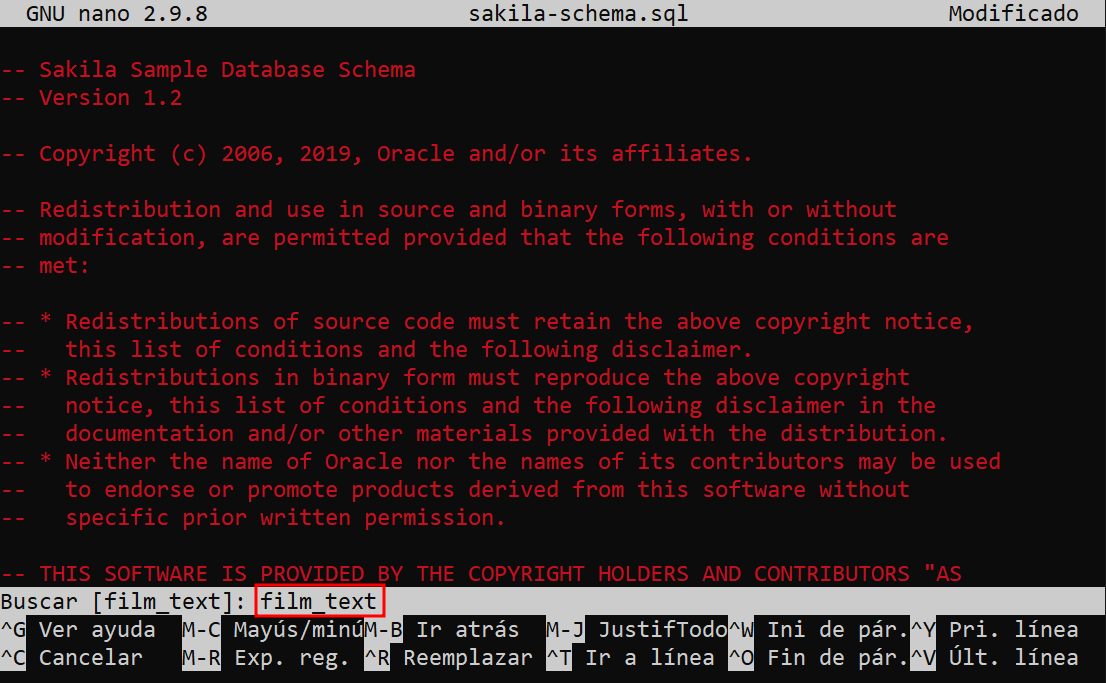 GNU nano 2.9.8 sakila-schema.sql Modificado
-- Sakila Sample Database Schema
-- Version 1.2
-- Copyright (c) 2006, 2019, Oracle and/or its affiliates.
-- Redistribution and use in source and binary forms, with or without
-- modification, are permitted provided that the following conditions are
-- met:
-- * Redistributions of source code must retain the above copyright notice,
--   this list of conditions and the following disclaimer.
-- * Redistributions in binary form must reproduce the above copyright
--   notice, this list of conditions and the following disclaimer in the
--   documentation and/or other materials provided with the distribution.
-- * Neither the name of Oracle nor the names of its contributors may be used
--   to endorse or promote products derived from this software without
--   specific prior written permission.
-- THIS SOFTWARE IS PROVIDED BY THE COPYRIGHT HOLDERS AND CONTRIBUTORS "AS
Buscar [film_text]: film_text
^G Ver ayuda M-C Mayús/minú M-B Ir atrás M-J JustifTodo ^W Ini de pár. ^Y Pri. línea
^C Cancelar M-R Exp. reg. ^R Reemplazar ^T Ir a línea ^O Fin de pár. ^V Últ. línea